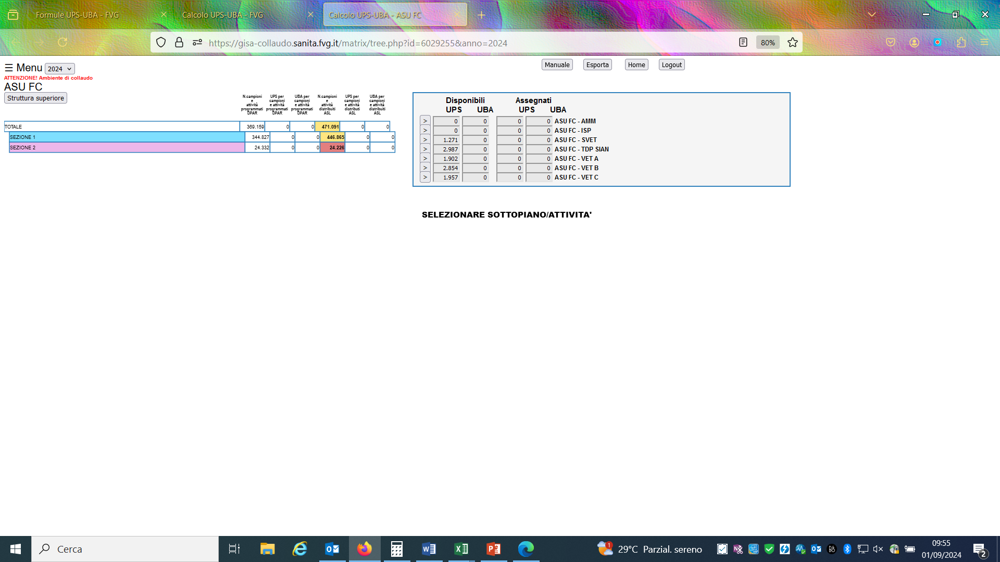 Formule UPS-UBA - FVG
Calcolo UPS-UBA - FVG
Calcolo UPS-UBA - ASU FC
https://gisa-collaudo.sanita.fvg.it/matrix/tree.php?id=6029255&anno=2024
80%
☰ Menu 2024
Manuale Esporta Home Logout
ATTENZIONE! Ambiente di collaudo
ASU FC
Struttura superiore
N.campioni e attività programmati DPAR
UPS per campioni e attività programmati DPAR
UBA per campioni e attività programmati DPAR
N.campioni e attività distribuiti ASL
UPS per campioni e attività distribuiti ASL
UBA per campioni e attività distribuiti ASL
TOTALE 369.159 0 0 471.091 0 0
SEZIONE 1 344.827 0 0 446.865 0 0
SEZIONE 2 24.332 0 0 24.226 0 0
Disponibili Assegnati
UPS UBA UPS UBA
> 0 0 0 0 ASU FC - AMM
> 0 0 0 0 ASU FC - ISP
> 1.271 0 0 0 ASU FC - SVET
> 2.987 0 0 0 ASU FC - TDP SIAN
> 1.902 0 0 0 ASU FC - VET A
> 2.854 0 0 0 ASU FC - VET B
> 1.957 0 0 0 ASU FC - VET C
SELEZIONARE SOTTOPIANO/ATTIVITA'
Cerca
1
29°C Parzial. sereno
09:55
01/09/2024
2